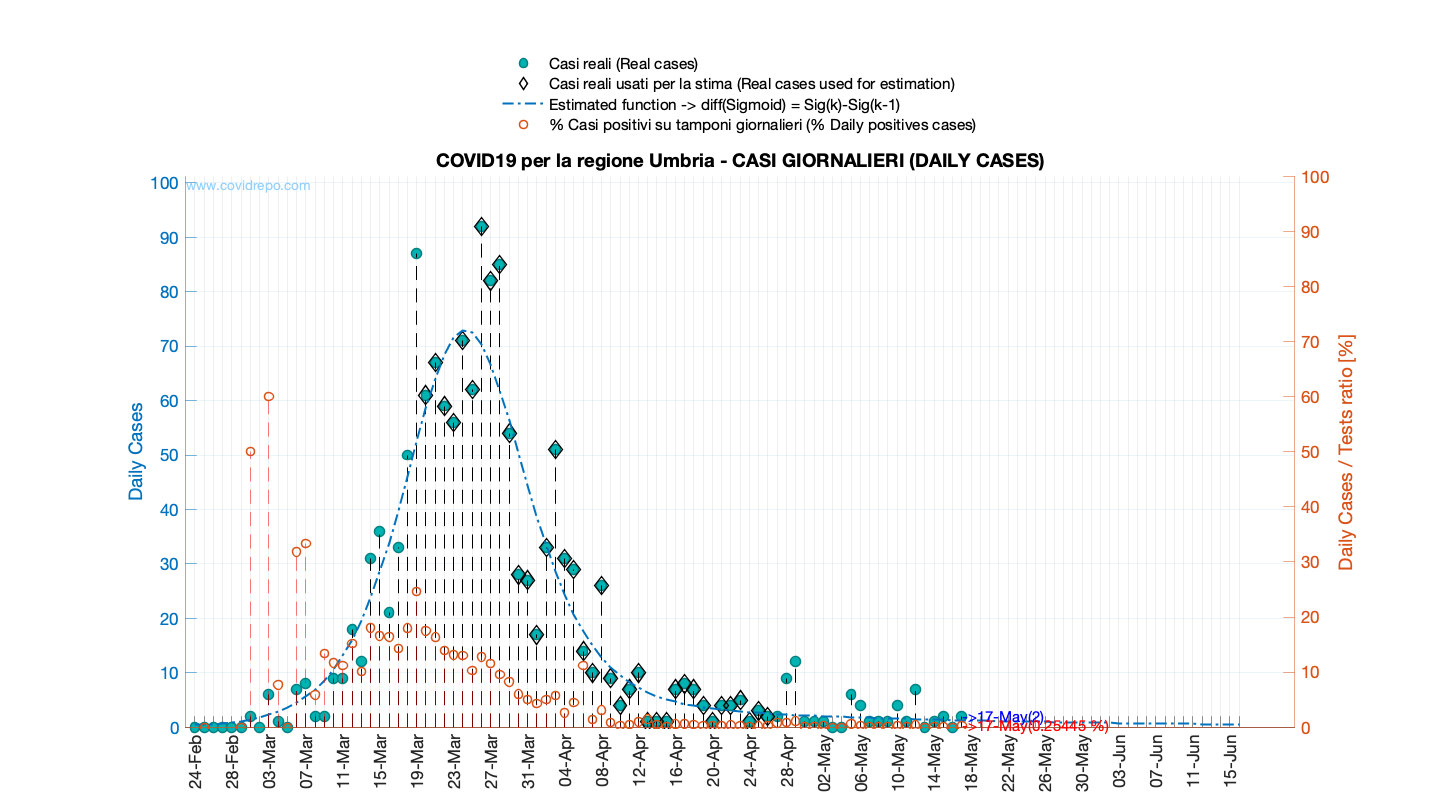 Casi reali (Real cases)
Casi reali usati per la stima (Real cases used for estimation)
Estimated function -> diff(Sigmoid) = Sig(k)-Sig(k-1)
% Casi positivi su tamponi giornalieri (% Daily positives cases)
COVID19 per la regione Umbria - CASI GIORNALIERI (DAILY CASES)
www.covidrepo.com
Daily Cases
100
90
80
70
60
50
40
30
20
10
0
Daily Cases / Tests ratio [%]
100
90
80
70
60
50
40
30
20
10
0
->17-May(2)
->17-May(0.25445 %)
24-Feb
28-Feb
03-Mar
07-Mar
11-Mar
15-Mar
19-Mar
23-Mar
27-Mar
31-Mar
04-Apr
08-Apr
12-Apr
16-Apr
20-Apr
24-Apr
28-Apr
02-May
06-May
10-May
14-May
18-May
22-May
26-May
30-May
03-Jun
07-Jun
11-Jun
15-Jun